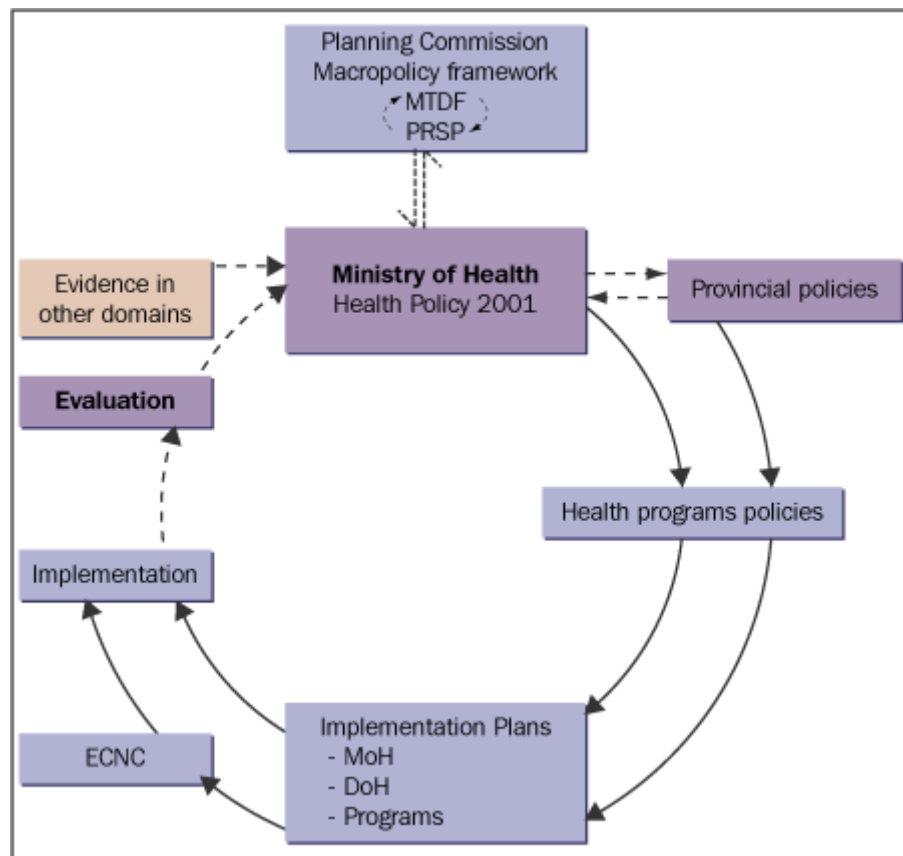 Planning Commission
Macropolicy framework
MTDF
PRSP
Evidence in
other domains
Ministry of Health
Health Policy 2001
Provincial policies
Evaluation
Health programs policies
Implementation
Implementation Plans
- MoH
- DoH
- Programs
ECNC